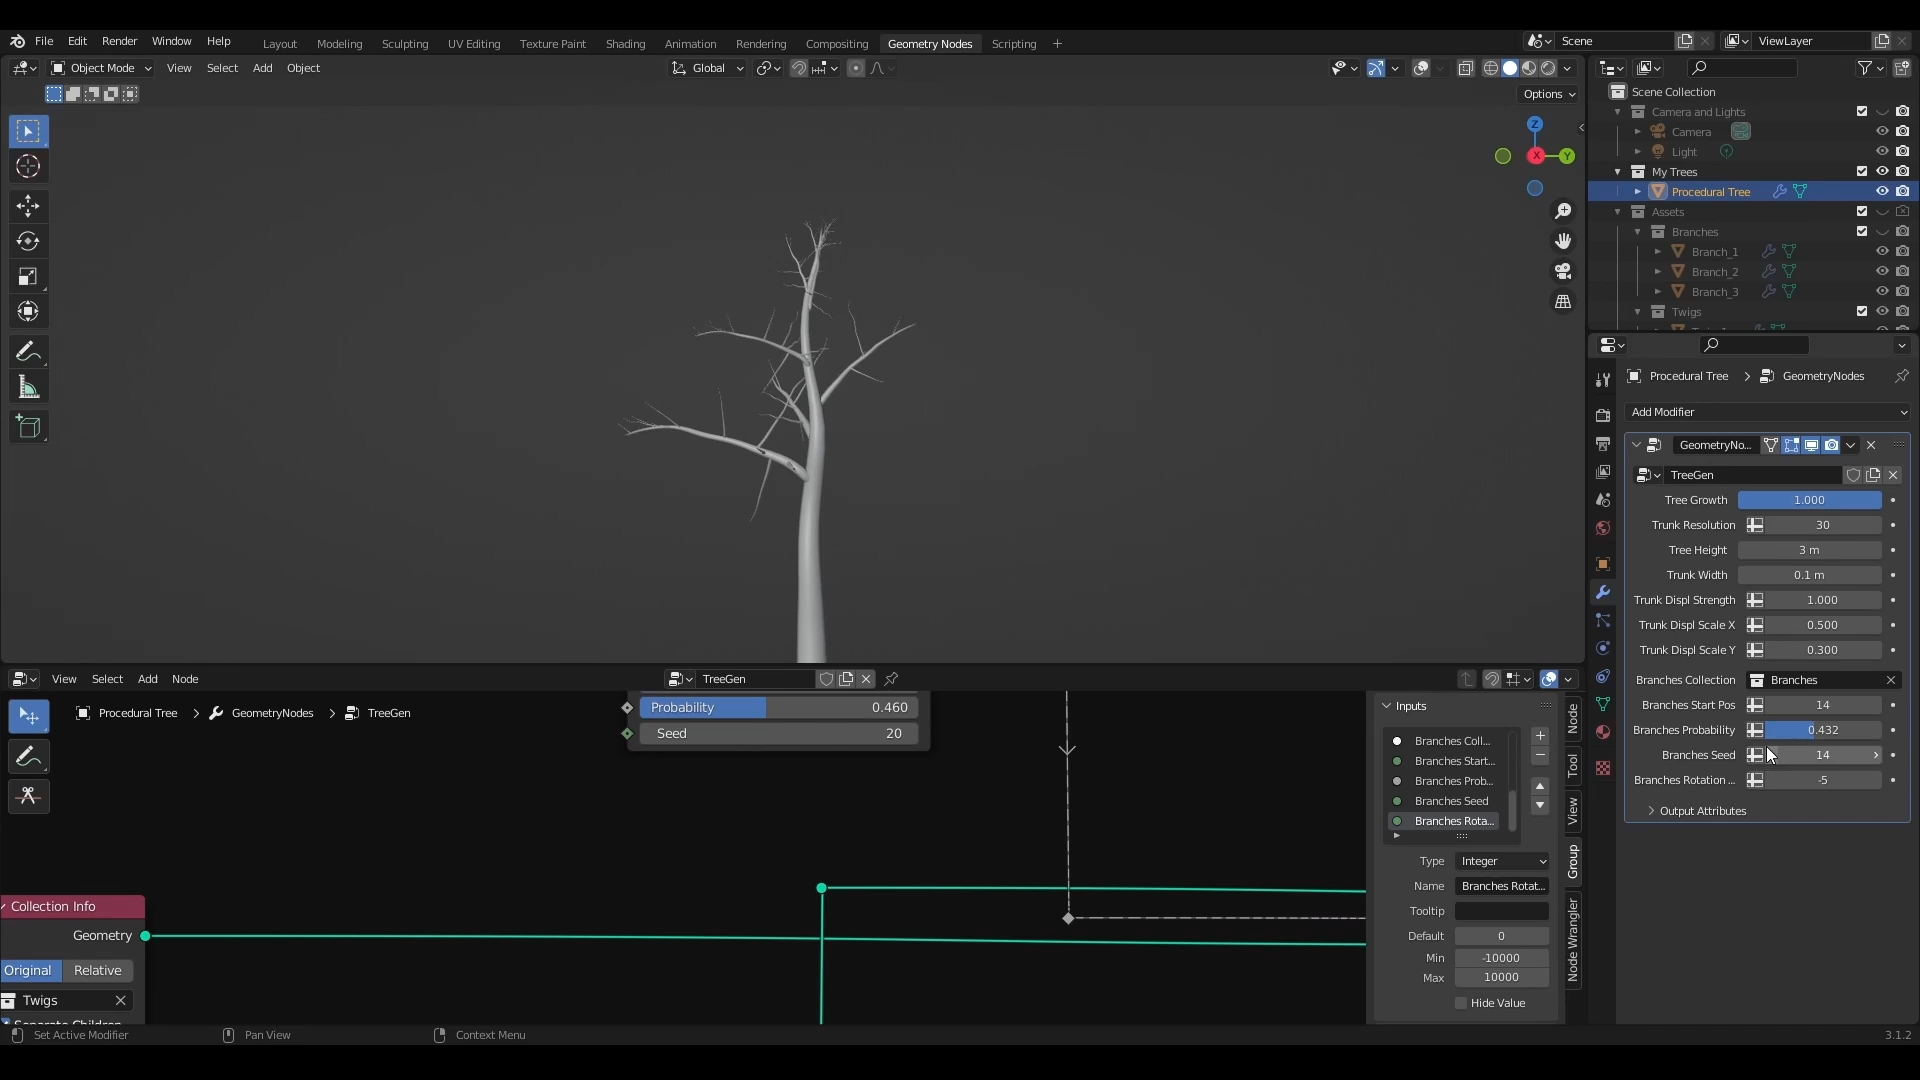 File Edit Render Window Help
Layout Modeling Sculpting UV Editing Texture Paint Shading Animation Rendering Compositing Geometry Nodes Scripting +
Scene
ViewLayer
Object Mode View Select Add Object
Global
Options
Z
X
Y
Scene Collection
Camera and Lights
Camera
Light
My Trees
Procedural Tree
Assets
Branches
Branch_1
Branch_2
Branch_3
Twigs
Procedural Tree > GeometryNodes
Add Modifier
GeometryNo...
TreeGen
Tree Growth 1.000
Trunk Resolution 30
Tree Height 3 m
Trunk Width 0.1 m
Trunk Displ Strength 1.000
Trunk Displ Scale X 0.500
Trunk Displ Scale Y 0.300
Branches Collection Branches
Branches Start Pos 14
Branches Probability 0.432
Branches Seed 14
Branches Rotation ... -5
Output Attributes
View Select Add Node
TreeGen
Procedural Tree > GeometryNodes > TreeGen
Probability 0.460
Seed 20
Collection Info
Geometry
Original Relative
Twigs
Separate Children
Inputs
Branches Coll...
Branches Start...
Branches Prob...
Branches Seed
Branches Rota...
Type Integer
Name Branches Rotat...
Tooltip
Default 0
Min -10000
Max 10000
Hide Value
Node
Tool
View
Group
Node Wrangler
Set Active Modifier Pan View Context Menu
3.1.2